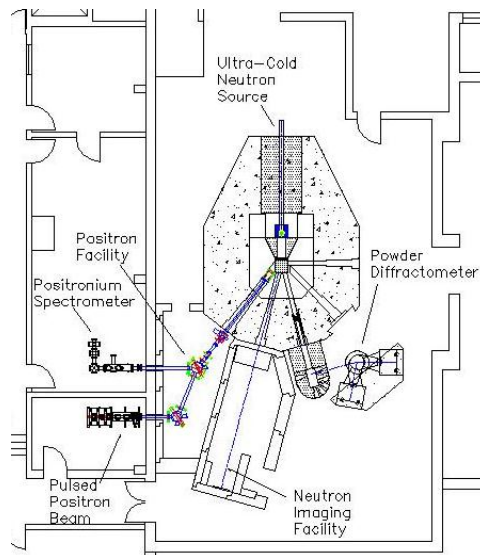 Ultra-Cold
Neutron
Source
Positron
Facility
Positronium
Spectrometer
Powder
Diffractometer
Pulsed
Positron
Beam
Neutron
Imaging
Facility